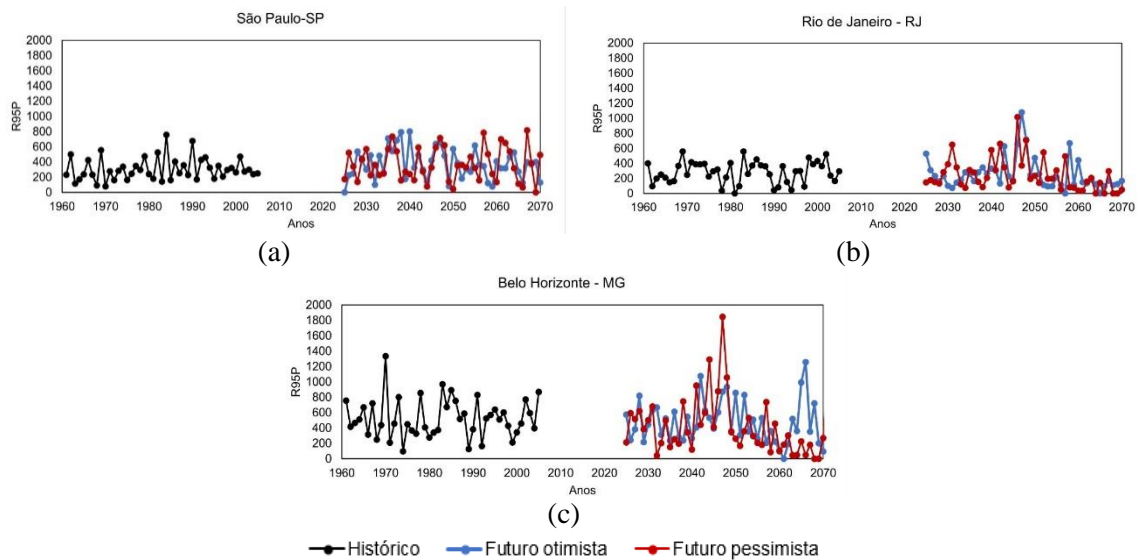 São Paulo-SP
2000
1800
1600
1400
1200
1000
800
600
400
200
0
R95P
1960 1970 1980 1990 2000 2010 2020 2030 2040 2050 2060 2070
Anos
(a)
Rio de Janeiro - RJ
2000
1800
1600
1400
1200
1000
800
600
400
200
0
R95P
1960 1970 1980 1990 2000 2010 2020 2030 2040 2050 2060 2070
Anos
(b)
Belo Horizonte - MG
2000
1800
1600
1400
1200
1000
800
600
400
200
0
R95P
1960 1970 1980 1990 2000 2010 2020 2030 2040 2050 2060 2070
Anos
(c)
Histórico Futuro otimista Futuro pessimista